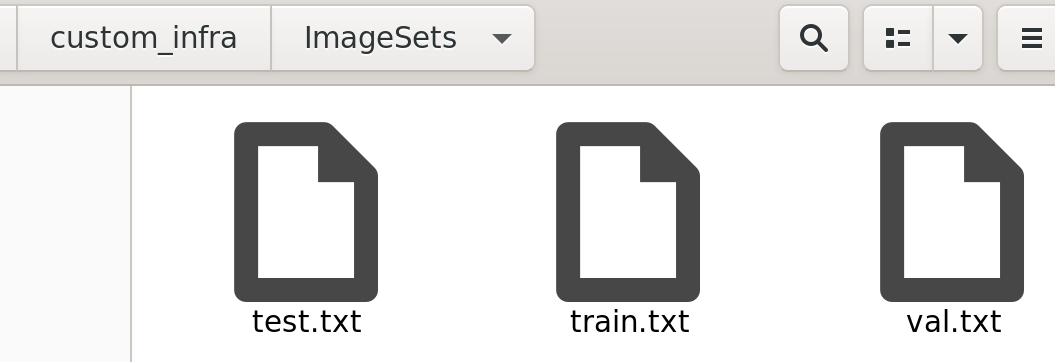 custom_infra ImageSets
test.txt train.txt val.txt